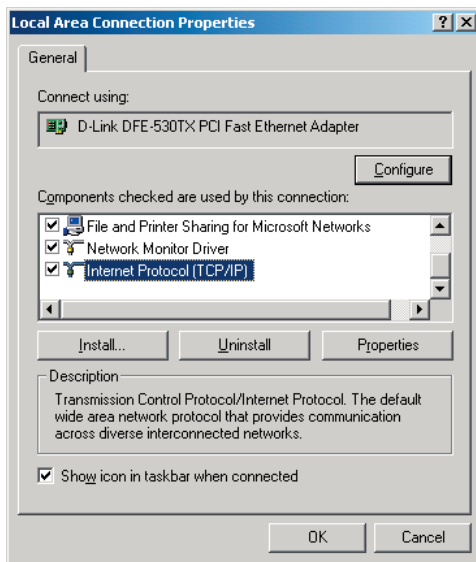 Local Area Connection Properties
General
Connect using:
D-Link DFE-530TX PCI Fast Ethernet Adapter
Configure
Components checked are used by this connection:
File and Printer Sharing for Microsoft Networks
Network Monitor Driver
Internet Protocol (TCP/IP)
Install... Uninstall Properties
Description
Transmission Control Protocol/Internet Protocol. The default
wide area network protocol that provides communication
across diverse interconnected networks.
Show icon in taskbar when connected
OK Cancel